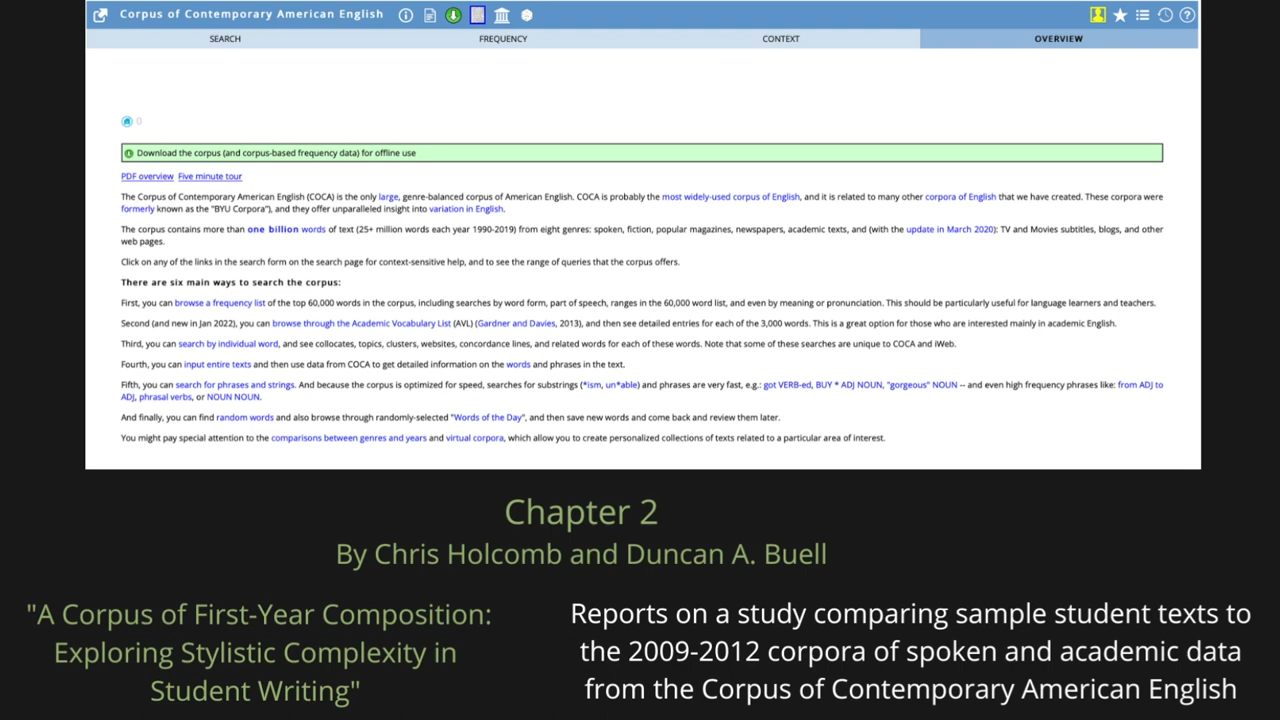 Corpus of Contemporary American English
SEARCH FREQUENCY CONTEXT OVERVIEW
0
Download the corpus (and corpus-based frequency data) for offline use
PDF overview Five minute tour
The Corpus of Contemporary American English (COCA) is the only large, genre-balanced corpus of American English. COCA is probably the most widely-used corpus of English, and it is related to many other corpora of English that we have created. These corpora were
formerly known as the "BYU Corpora"), and they offer unparalleled insight into variation in English.
The corpus contains more than one billion words of text (25+ million words each year 1990-2019) from eight genres: spoken, fiction, popular magazines, newspapers, academic texts, and (with the update in March 2020): TV and Movies subtitles, blogs, and other
web pages.
Click on any of the links in the search form on the search page for context-sensitive help, and to see the range of queries that the corpus offers.
There are six main ways to search the corpus:
First, you can browse a frequency list of the top 60,000 words in the corpus, including searches by word form, part of speech, ranges in the 60,000 word list, and even by meaning or pronunciation. This should be particularly useful for language learners and teachers.
Second (and new in Jan 2022), you can browse through the Academic Vocabulary List (AVL) (Gardner and Davies, 2013), and then see detailed entries for each of the 3,000 words. This is a great option for those who are interested mainly in academic English.
Third, you can search by individual word, and see collocates, topics, clusters, websites, concordance lines, and related words for each of these words. Note that some of these searches are unique to COCA and iWeb.
Fourth, you can input entire texts and then use data from COCA to get detailed information on the words and phrases in the text.
Fifth, you can search for phrases and strings. And because the corpus is optimized for speed, searches for substrings (*ism, un*able) and phrases are very fast, e.g.: got VERB-ed, BUY * ADJ NOUN, "gorgeous" NOUN -- and even high frequency phrases like: from ADJ to
ADJ, phrasal verbs, or NOUN NOUN.
And finally, you can find random words and also browse through randomly-selected "Words of the Day", and then save new words and come back and review them later.
You might pay special attention to the comparisons between genres and years and virtual corpora, which allow you to create personalized collections of texts related to a particular area of interest.
Chapter 2
By Chris Holcomb and Duncan A. Buell
"A Corpus of First-Year Composition:
Exploring Stylistic Complexity in
Student Writing"
Reports on a study comparing sample student texts to
the 2009-2012 corpora of spoken and academic data
from the Corpus of Contemporary American English